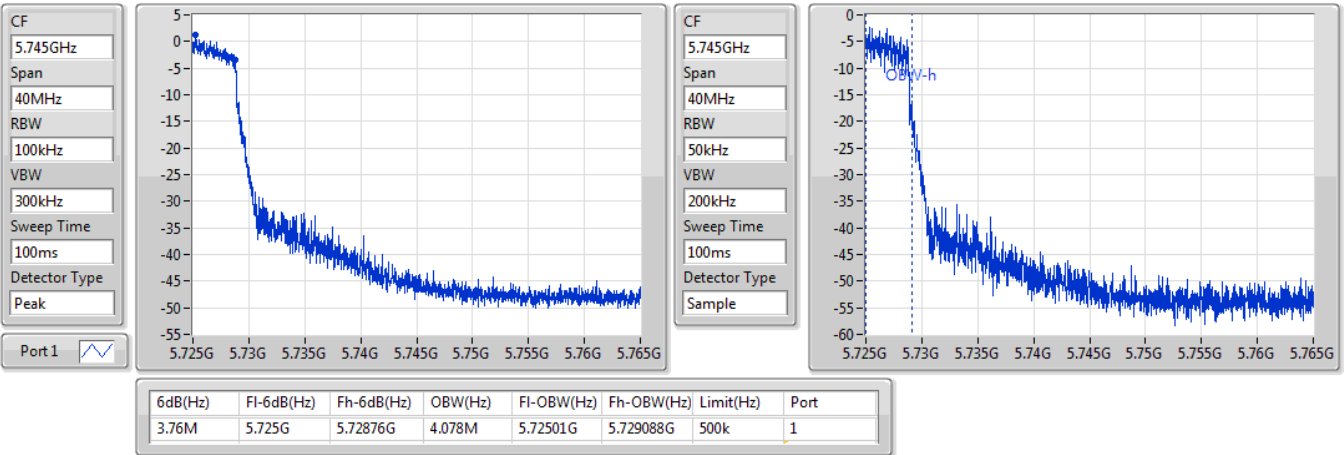 CF
5.745GHz
Span
40MHz
RBW
100kHz
VBW
300kHz
Sweep Time
100ms
Detector Type
Peak
Port 1
5
0
-5
-10
-15
-20
-25
-30
-35
-40
-45
-50
-55
5.725G 5.73G 5.735G 5.74G 5.745G 5.75G 5.755G 5.76G 5.765G
CF
5.745GHz
Span
40MHz
RBW
50kHz
VBW
200kHz
Sweep Time
100ms
Detector Type
Sample
0
-5
-10
-15
-20
-25
-30
-35
-40
-45
-50
-55
-60
OBW-h
5.725G 5.73G 5.735G 5.74G 5.745G 5.75G 5.755G 5.76G 5.765G
6dB(Hz) Fl-6dB(Hz) Fh-6dB(Hz) OBW(Hz) Fl-OBW(Hz) Fh-OBW(Hz) Limit(Hz) Port
3.76M 5.725G 5.72876G 4.078M 5.72501G 5.729088G 500k 1